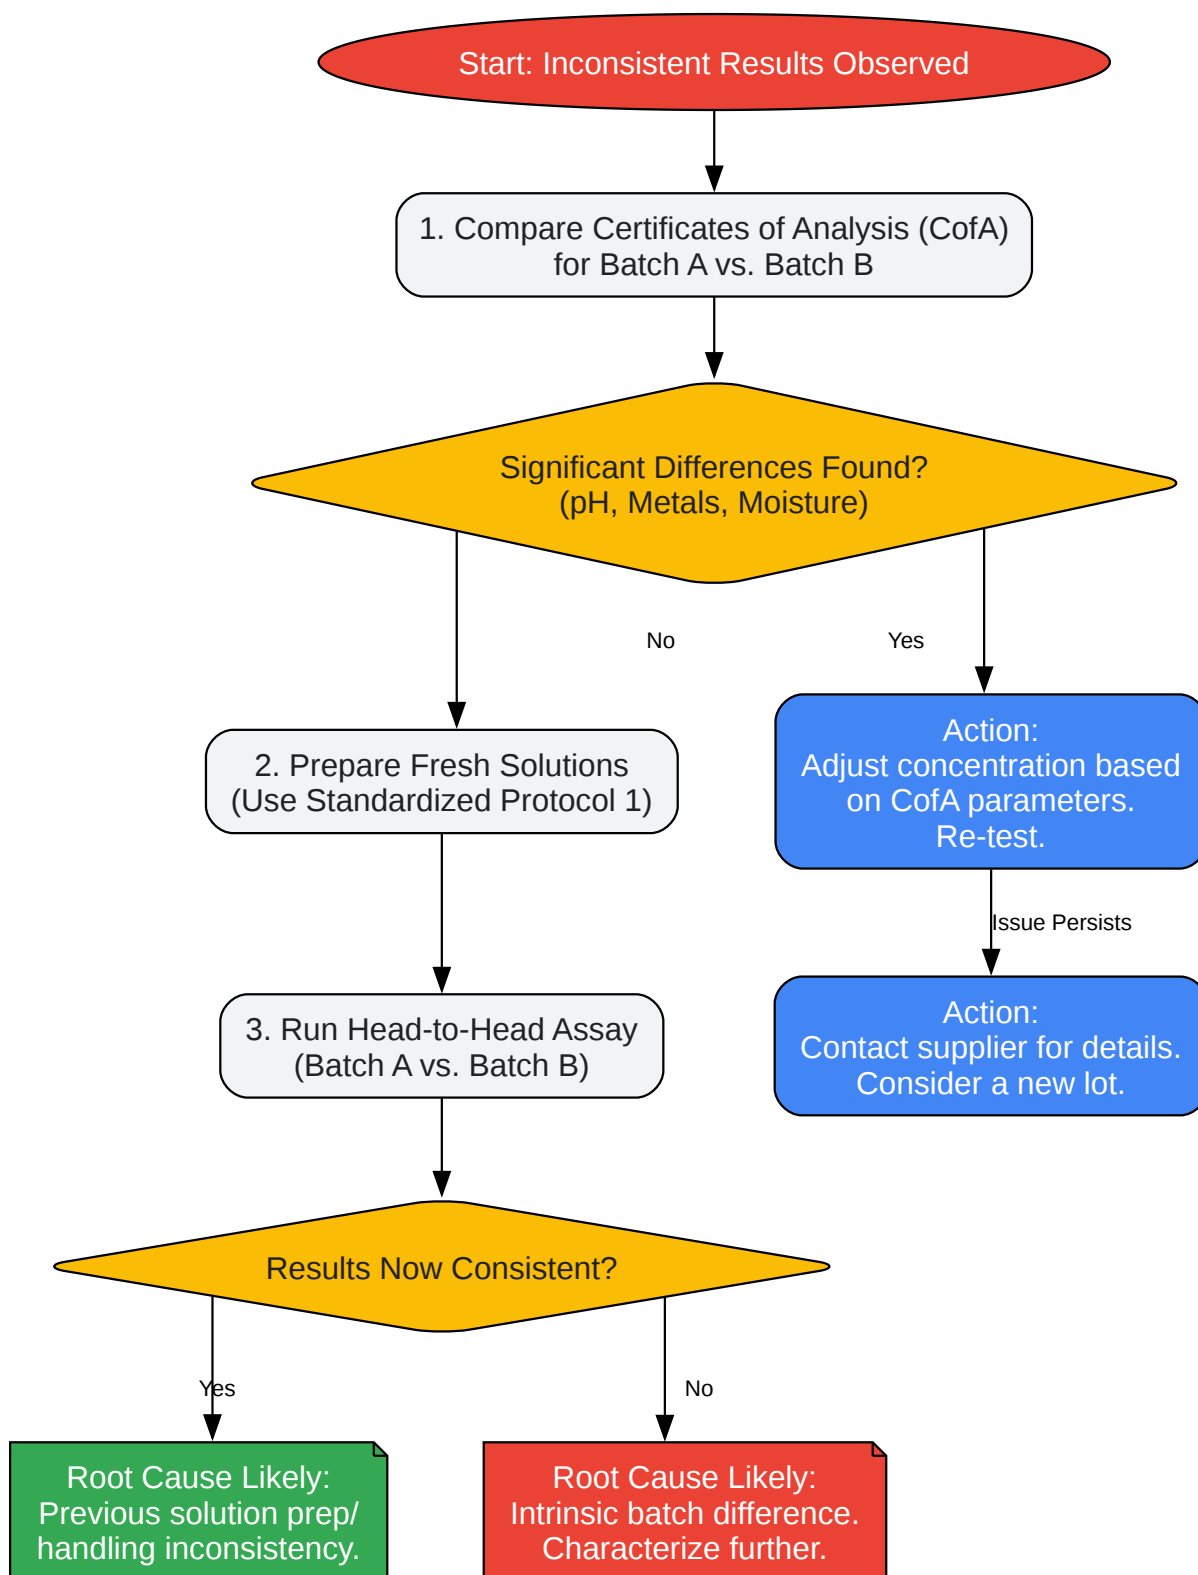 Start: Inconsistent Results Observed
1. Compare Certificates of Analysis (CofA)
for Batch A vs. Batch B
Significant Differences Found?
(pH, Metals, Moisture)
No
Yes
2. Prepare Fresh Solutions
(Use Standardized Protocol 1)
Action:
Adjust concentration based
on CofA parameters.
Re-test.
Issue Persists
3. Run Head-to-Head Assay
(Batch A vs. Batch B)
Action:
Contact supplier for details.
Consider a new lot.
Results Now Consistent?
Yes
No
Root Cause Likely:
Previous solution prep/
handling inconsistency.
Root Cause Likely:
Intrinsic batch difference.
Characterize further.